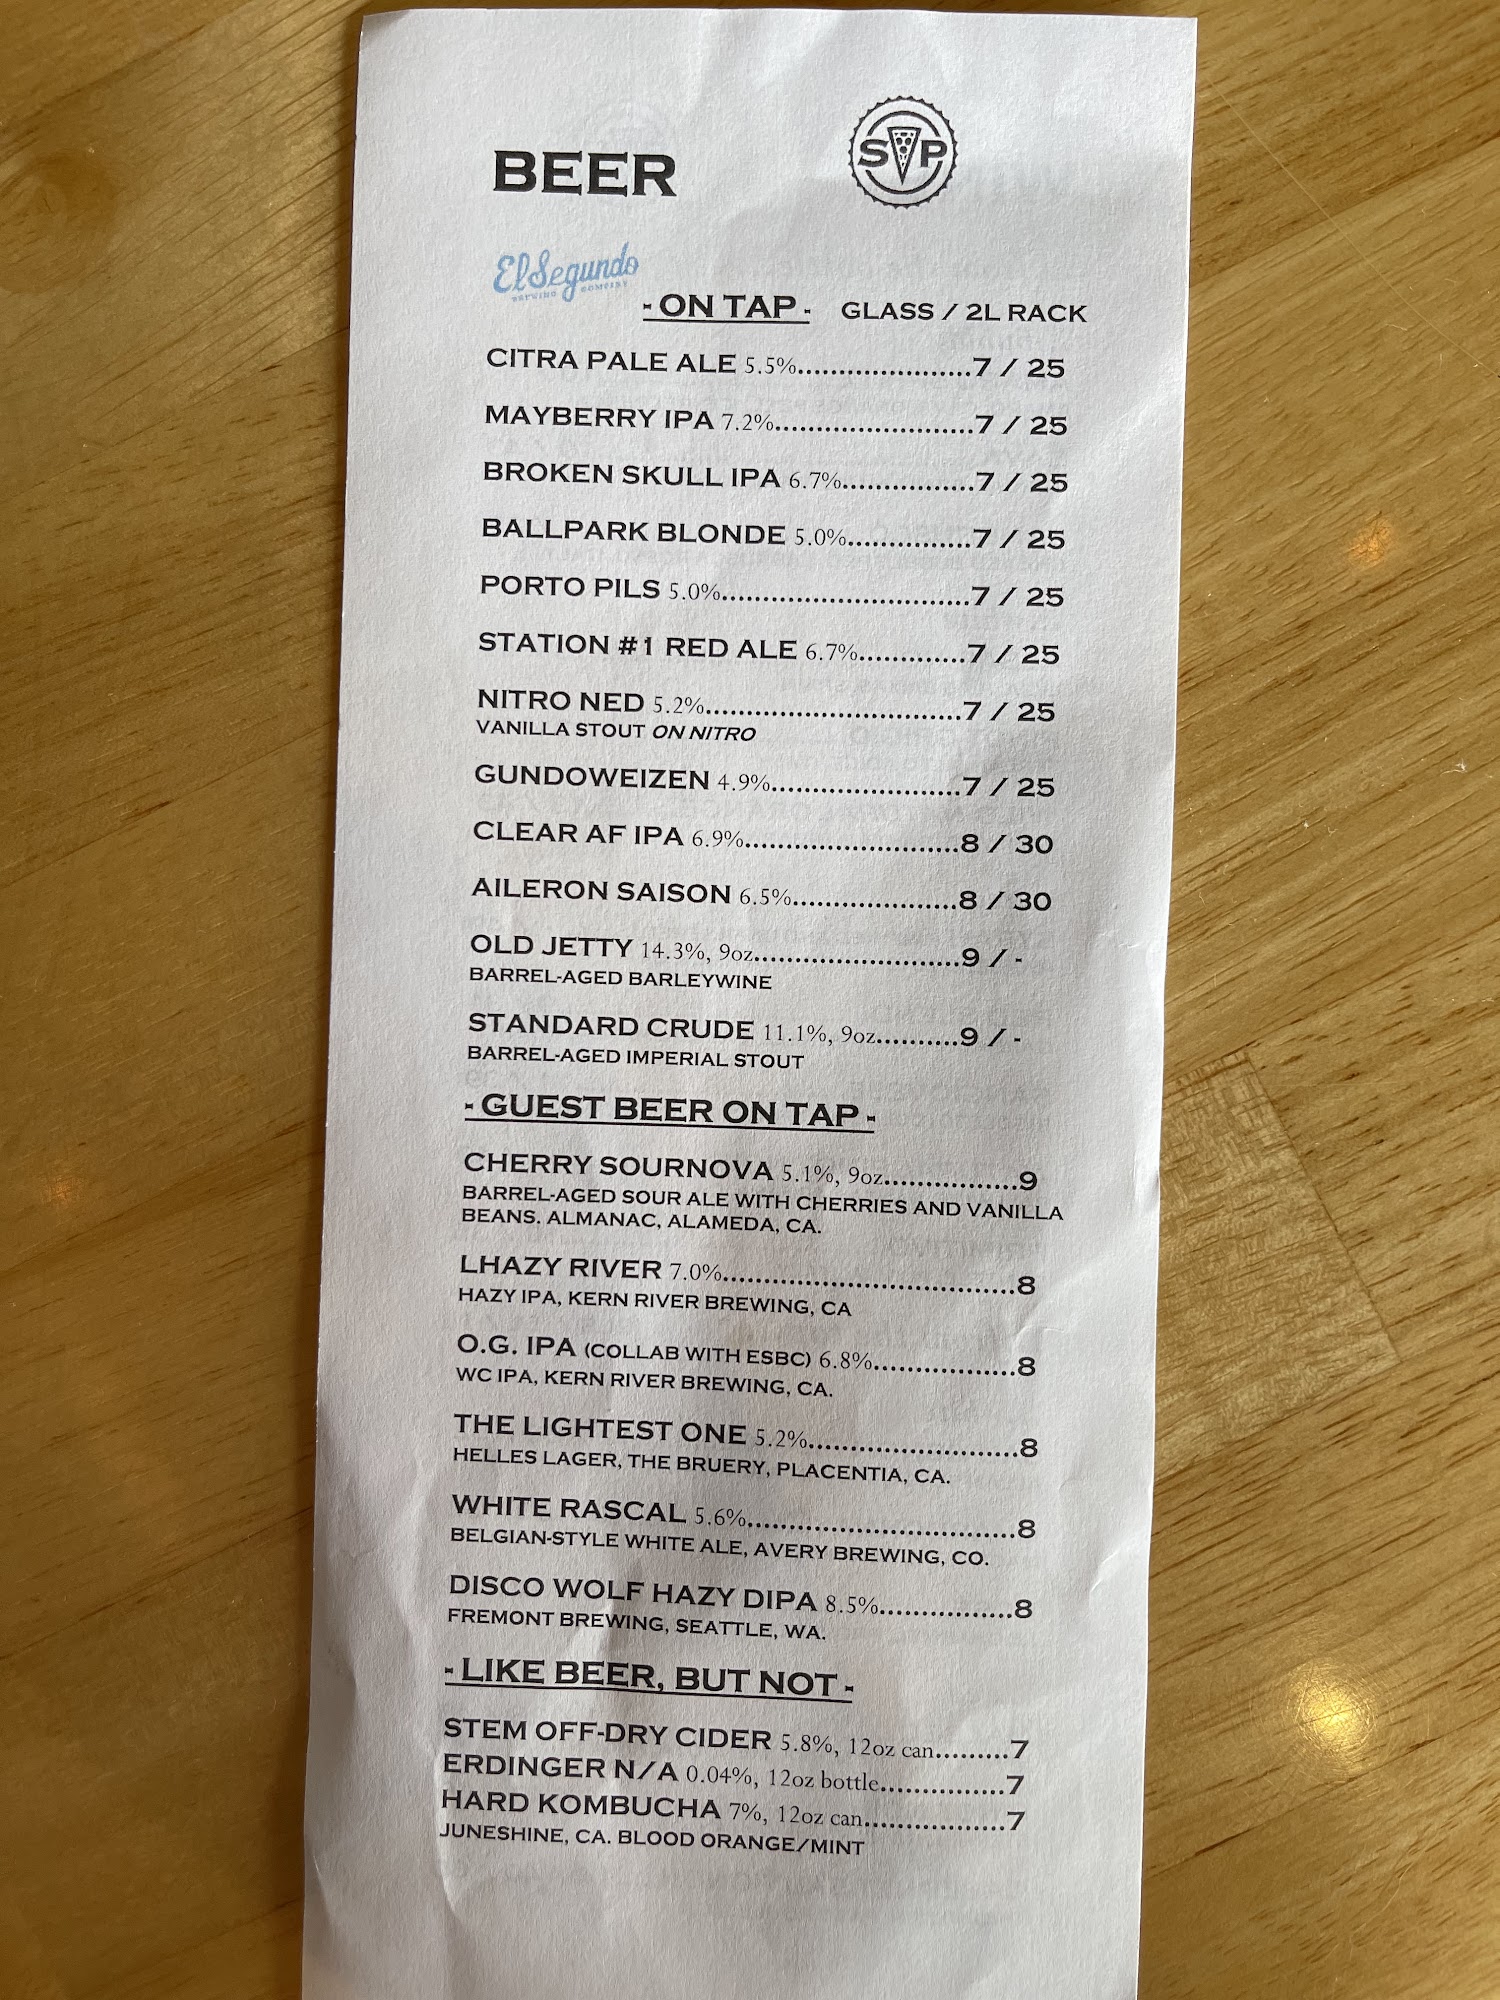 BEER
S P
El Segundo
BREWING COMPANY
- ON TAP - GLASS / 2L RACK
CITRA PALE ALE 5.5%.....................7 / 25
MAYBERRY IPA 7.2%........................7 / 25
BROKEN SKULL IPA 6.7%................7 / 25
BALLPARK BLONDE 5.0%...............7 / 25
PORTO PILS 5.0%..............................7 / 25
STATION #1 RED ALE 6.7%.............7 / 25
NITRO NED 5.2%...............................7 / 25
VANILLA STOUT ON NITRO
GUNDOWEIZEN 4.9%.......................7 / 25
CLEAR AF IPA 6.9%..........................8 / 30
AILERON SAISON 6.5%....................8 / 30
OLD JETTY 14.3%, 9oz.........................9 / -
BARREL-AGED BARLEYWINE
STANDARD CRUDE 11.1%, 9oz..........9 / -
BARREL-AGED IMPERIAL STOUT
- GUEST BEER ON TAP -
CHERRY SOURNOVA 5.1%, 9oz................9
BARREL-AGED SOUR ALE WITH CHERRIES AND VANILLA
BEANS. ALMANAC, ALAMEDA, CA.
LHAZY RIVER 7.0%...................................8
HAZY IPA, KERN RIVER BREWING, CA
O.G. IPA (COLLAB WITH ESBC) 6.8%.................8
WC IPA, KERN RIVER BREWING, CA.
THE LIGHTEST ONE 5.2%.........................8
HELLES LAGER, THE BRUERY, PLACENTIA, CA.
WHITE RASCAL 5.6%................................8
BELGIAN-STYLE WHITE ALE, AVERY BREWING, CO.
DISCO WOLF HAZY DIPA 8.5%................8
FREMONT BREWING, SEATTLE, WA.
- LIKE BEER, BUT NOT -
STEM OFF-DRY CIDER 5.8%, 12oz can.........7
ERDINGER N/A 0.04%, 12oz bottle...............7
HARD KOMBUCHA 7%, 12oz can.................7
JUNESHINE, CA. BLOOD ORANGE/MINT